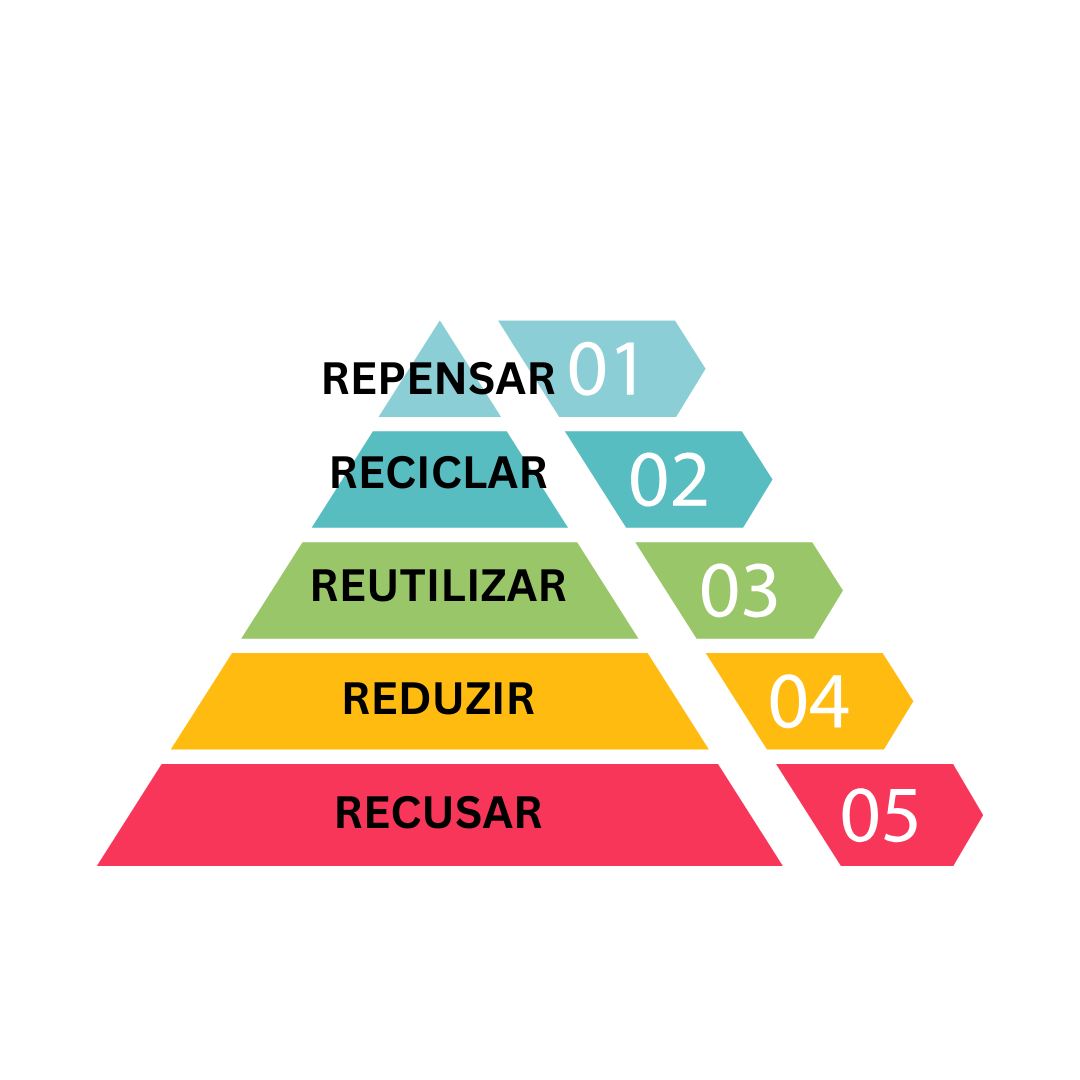 REPENSAR 01
RECICLAR 02
REUTILIZAR 03
REDUZIR 04
RECUSAR 05